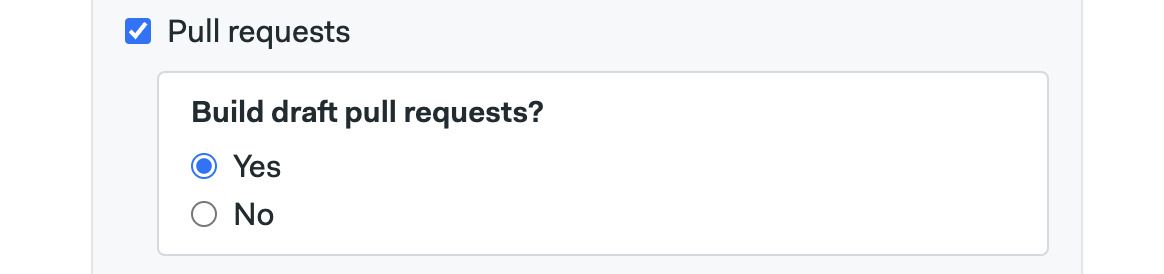 Pull requests
Build draft pull requests?
Yes
No